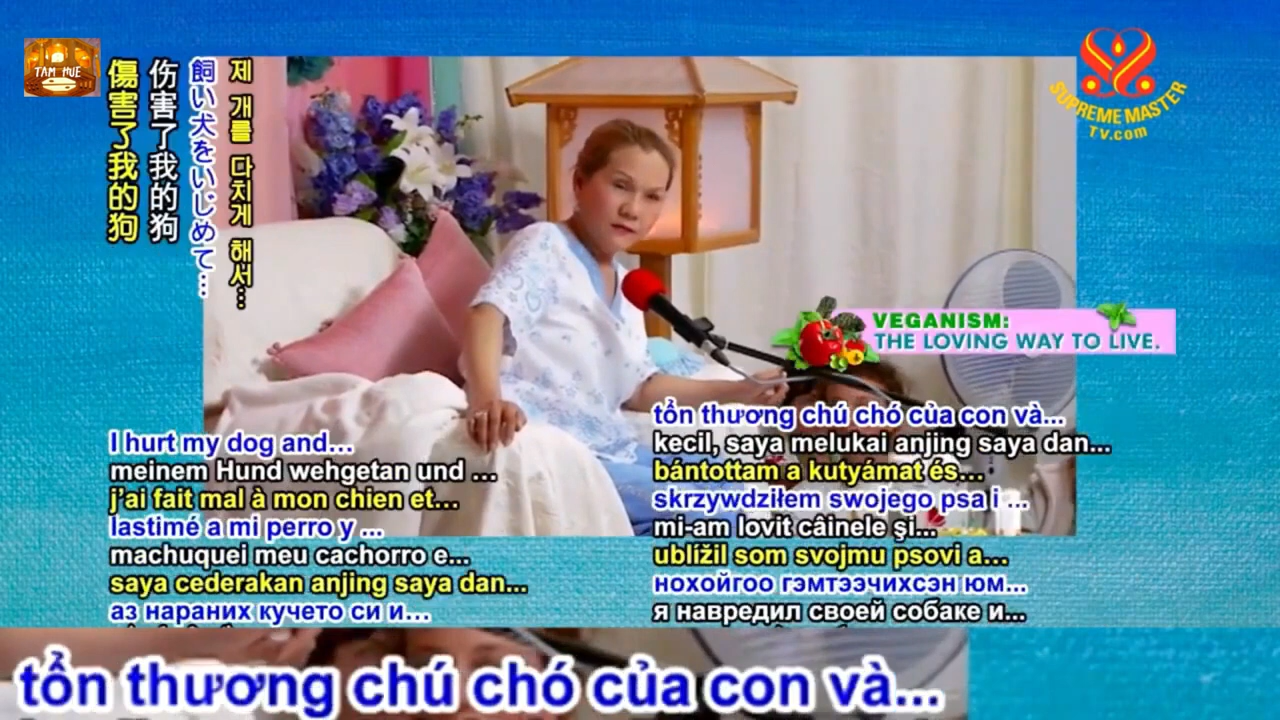 TAM HUE
傷害了我的狗
伤害了我的狗
飼い犬をいじめて…
제 개를 다치게 해서…
SUPREME MASTER
TV.com
VEGANISM:
THE LOVING WAY TO LIVE.
I hurt my dog and…
meinem Hund wehgetan und ...
j'ai fait mal à mon chien et…
lastimé a mi perro y ...
machuquei meu cachorro e...
saya cederakan anjing saya dan...
аз нараних кучето си и…
tổn thương chú chó của con và...
kecil, saya melukai anjing saya dan...
bántottam a kutyámat és…
skrzywdziłem swojego psa i ...
mi-am lovit câinele şi...
ublížil som svojmu psovi a...
нохойгоо гэмтээчихсэн юм...
я навредил своей собаке и...
tổn thương chú chó của con và...